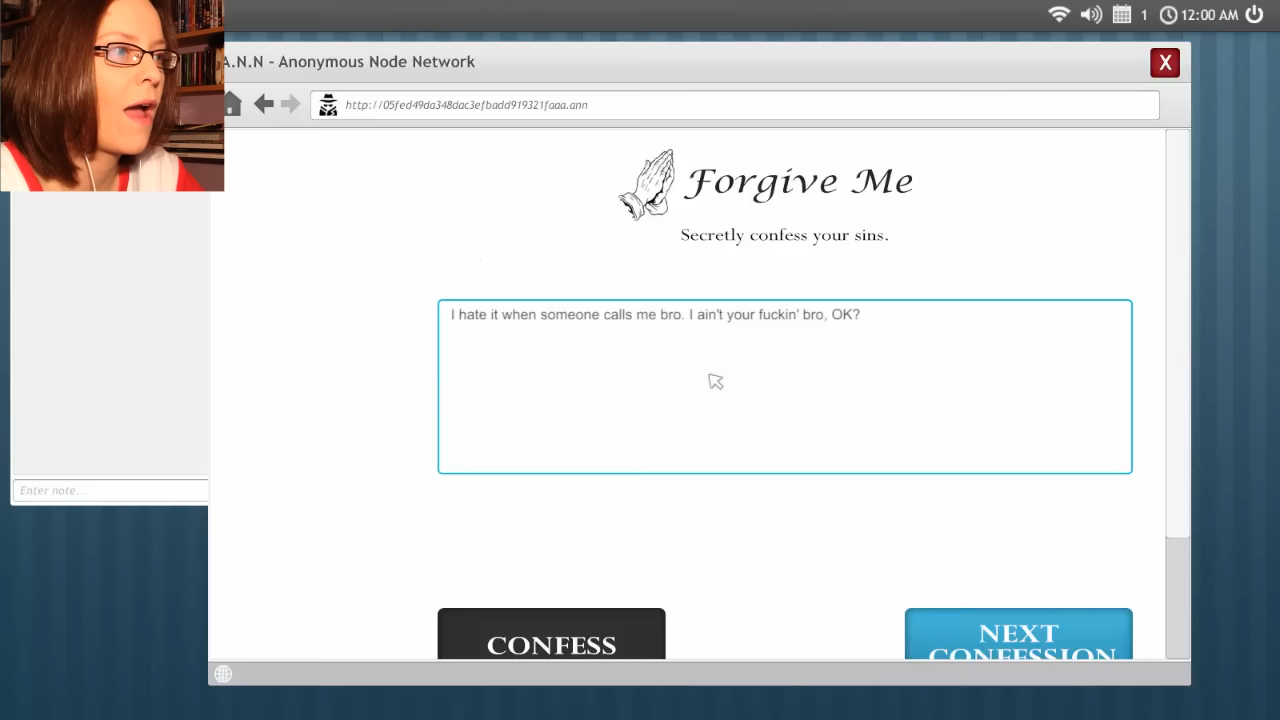 1 12:00 AM
A.N.N - Anonymous Node Network
X
http://05fed49da348dac3efbadd919321faaa.ann
Forgive Me
Secretly confess your sins.
I hate it when someone calls me bro. I ain't your fuckin' bro, OK?
Enter note...
CONFESS
NEXT
CONFESSION